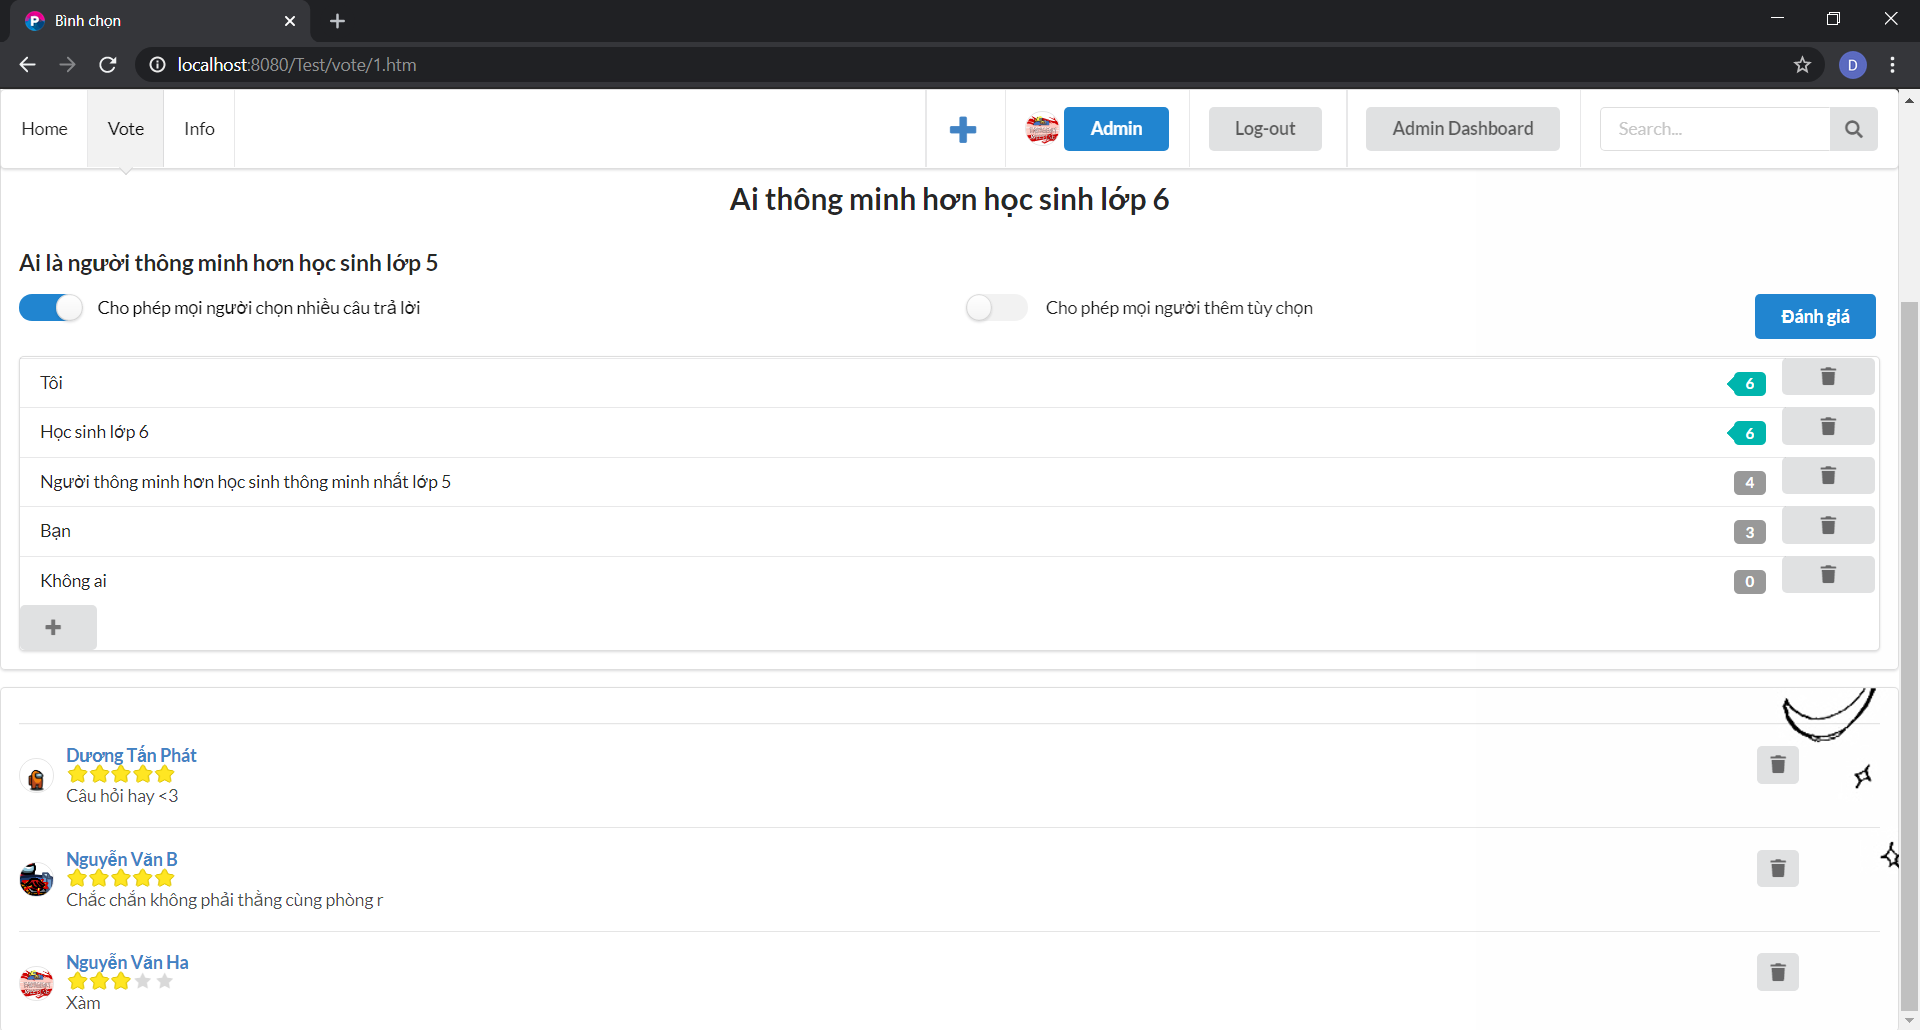 Bình chọn
localhost:8080/Test/vote/1.htm
D
Home
Vote
Info
Admin
Log-out
Admin Dashboard
Search...
Ai thông minh hơn học sinh lớp 6
Ai là người thông minh hơn học sinh lớp 5
Cho phép mọi người chọn nhiều câu trả lời
Cho phép mọi người thêm tùy chọn
Đánh giá
Tôi 6
Học sinh lớp 6 6
Người thông minh hơn học sinh thông minh nhất lớp 5 4
Bạn 3
Không ai 0
Dương Tấn Phát
Câu hỏi hay <3
Nguyễn Văn B
Chắc chắn không phải thằng cùng phòng r
Nguyễn Văn Ha
Xàm